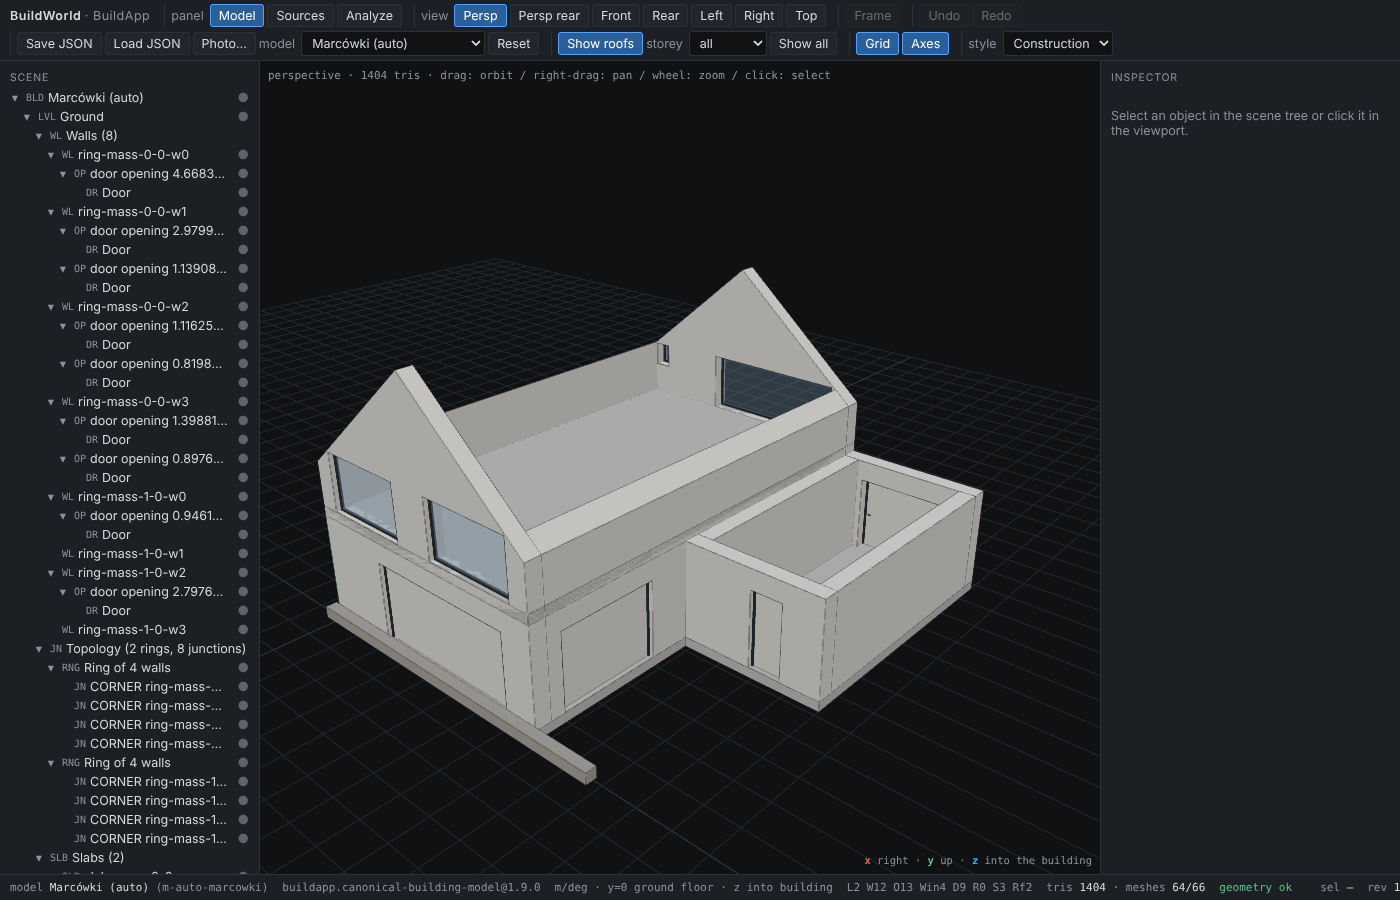 BuildWorld · BuildApp panel Model Sources Analyze view Persp Persp rear Front Rear Left Right Top Frame Undo Redo
Save JSON Load JSON Photo... model Marcówki (auto) Reset Show roofs storey all Show all Grid Axes style Construction
SCENE
▼ BLD Marcówki (auto)
▼ LVL Ground
▼ WL Walls (8)
▼ WL ring-mass-0-0-w0
▼ OP door opening 4.6683...
DR Door
▼ WL ring-mass-0-0-w1
▼ OP door opening 2.9799...
DR Door
▼ OP door opening 1.13908...
DR Door
▼ WL ring-mass-0-0-w2
▼ OP door opening 1.11625...
DR Door
▼ OP door opening 0.8198...
DR Door
▼ WL ring-mass-0-0-w3
▼ OP door opening 1.39881...
DR Door
▼ OP door opening 0.8976...
DR Door
▼ WL ring-mass-1-0-w0
▼ OP door opening 0.9461...
DR Door
WL ring-mass-1-0-w1
▼ WL ring-mass-1-0-w2
▼ OP door opening 2.7976...
DR Door
WL ring-mass-1-0-w3
▼ JN Topology (2 rings, 8 junctions)
▼ RNG Ring of 4 walls
JN CORNER ring-mass-...
JN CORNER ring-mass-...
JN CORNER ring-mass-...
JN CORNER ring-mass-...
▼ RNG Ring of 4 walls
JN CORNER ring-mass-1...
JN CORNER ring-mass-1...
JN CORNER ring-mass-1...
JN CORNER ring-mass-1...
▼ SLB Slabs (2)
perspective · 1404 tris · drag: orbit / right-drag: pan / wheel: zoom / click: select
x right · y up · z into the building
INSPECTOR
Select an object in the scene tree or click it in
the viewport.
model Marcówki (auto) (m-auto-marcowki) buildapp.canonical-building-model@1.9.0 m/deg · y=0 ground floor · z into building L2 W12 O13 Win4 D9 R0 S3 Rf2 tris 1404 · meshes 64/66 geometry ok sel — rev 1